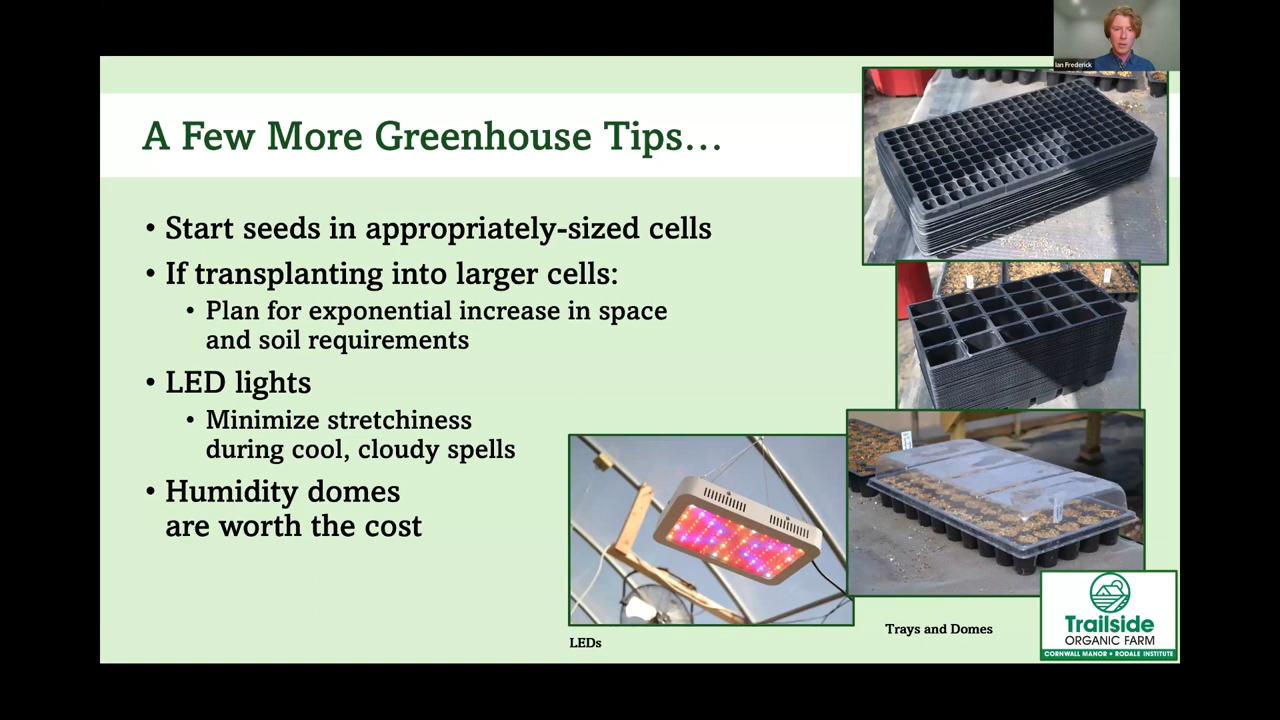 Ian Frederick
A Few More Greenhouse Tips...
• Start seeds in appropriately-sized cells
• If transplanting into larger cells:
• Plan for exponential increase in space
and soil requirements
• LED lights
• Minimize stretchiness
during cool, cloudy spells
• Humidity domes
are worth the cost
LEDs
Trays and Domes
Trailside
ORGANIC FARM
CORNWALL MANOR • RODALE INSTITUTE